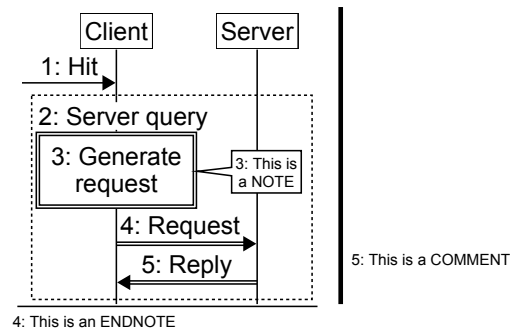 Client Server
1: Hit
2: Server query
3: Generate
request
3: This is
a NOTE
4: Request
5: Reply
5: This is a COMMENT
4: This is an ENDNOTE